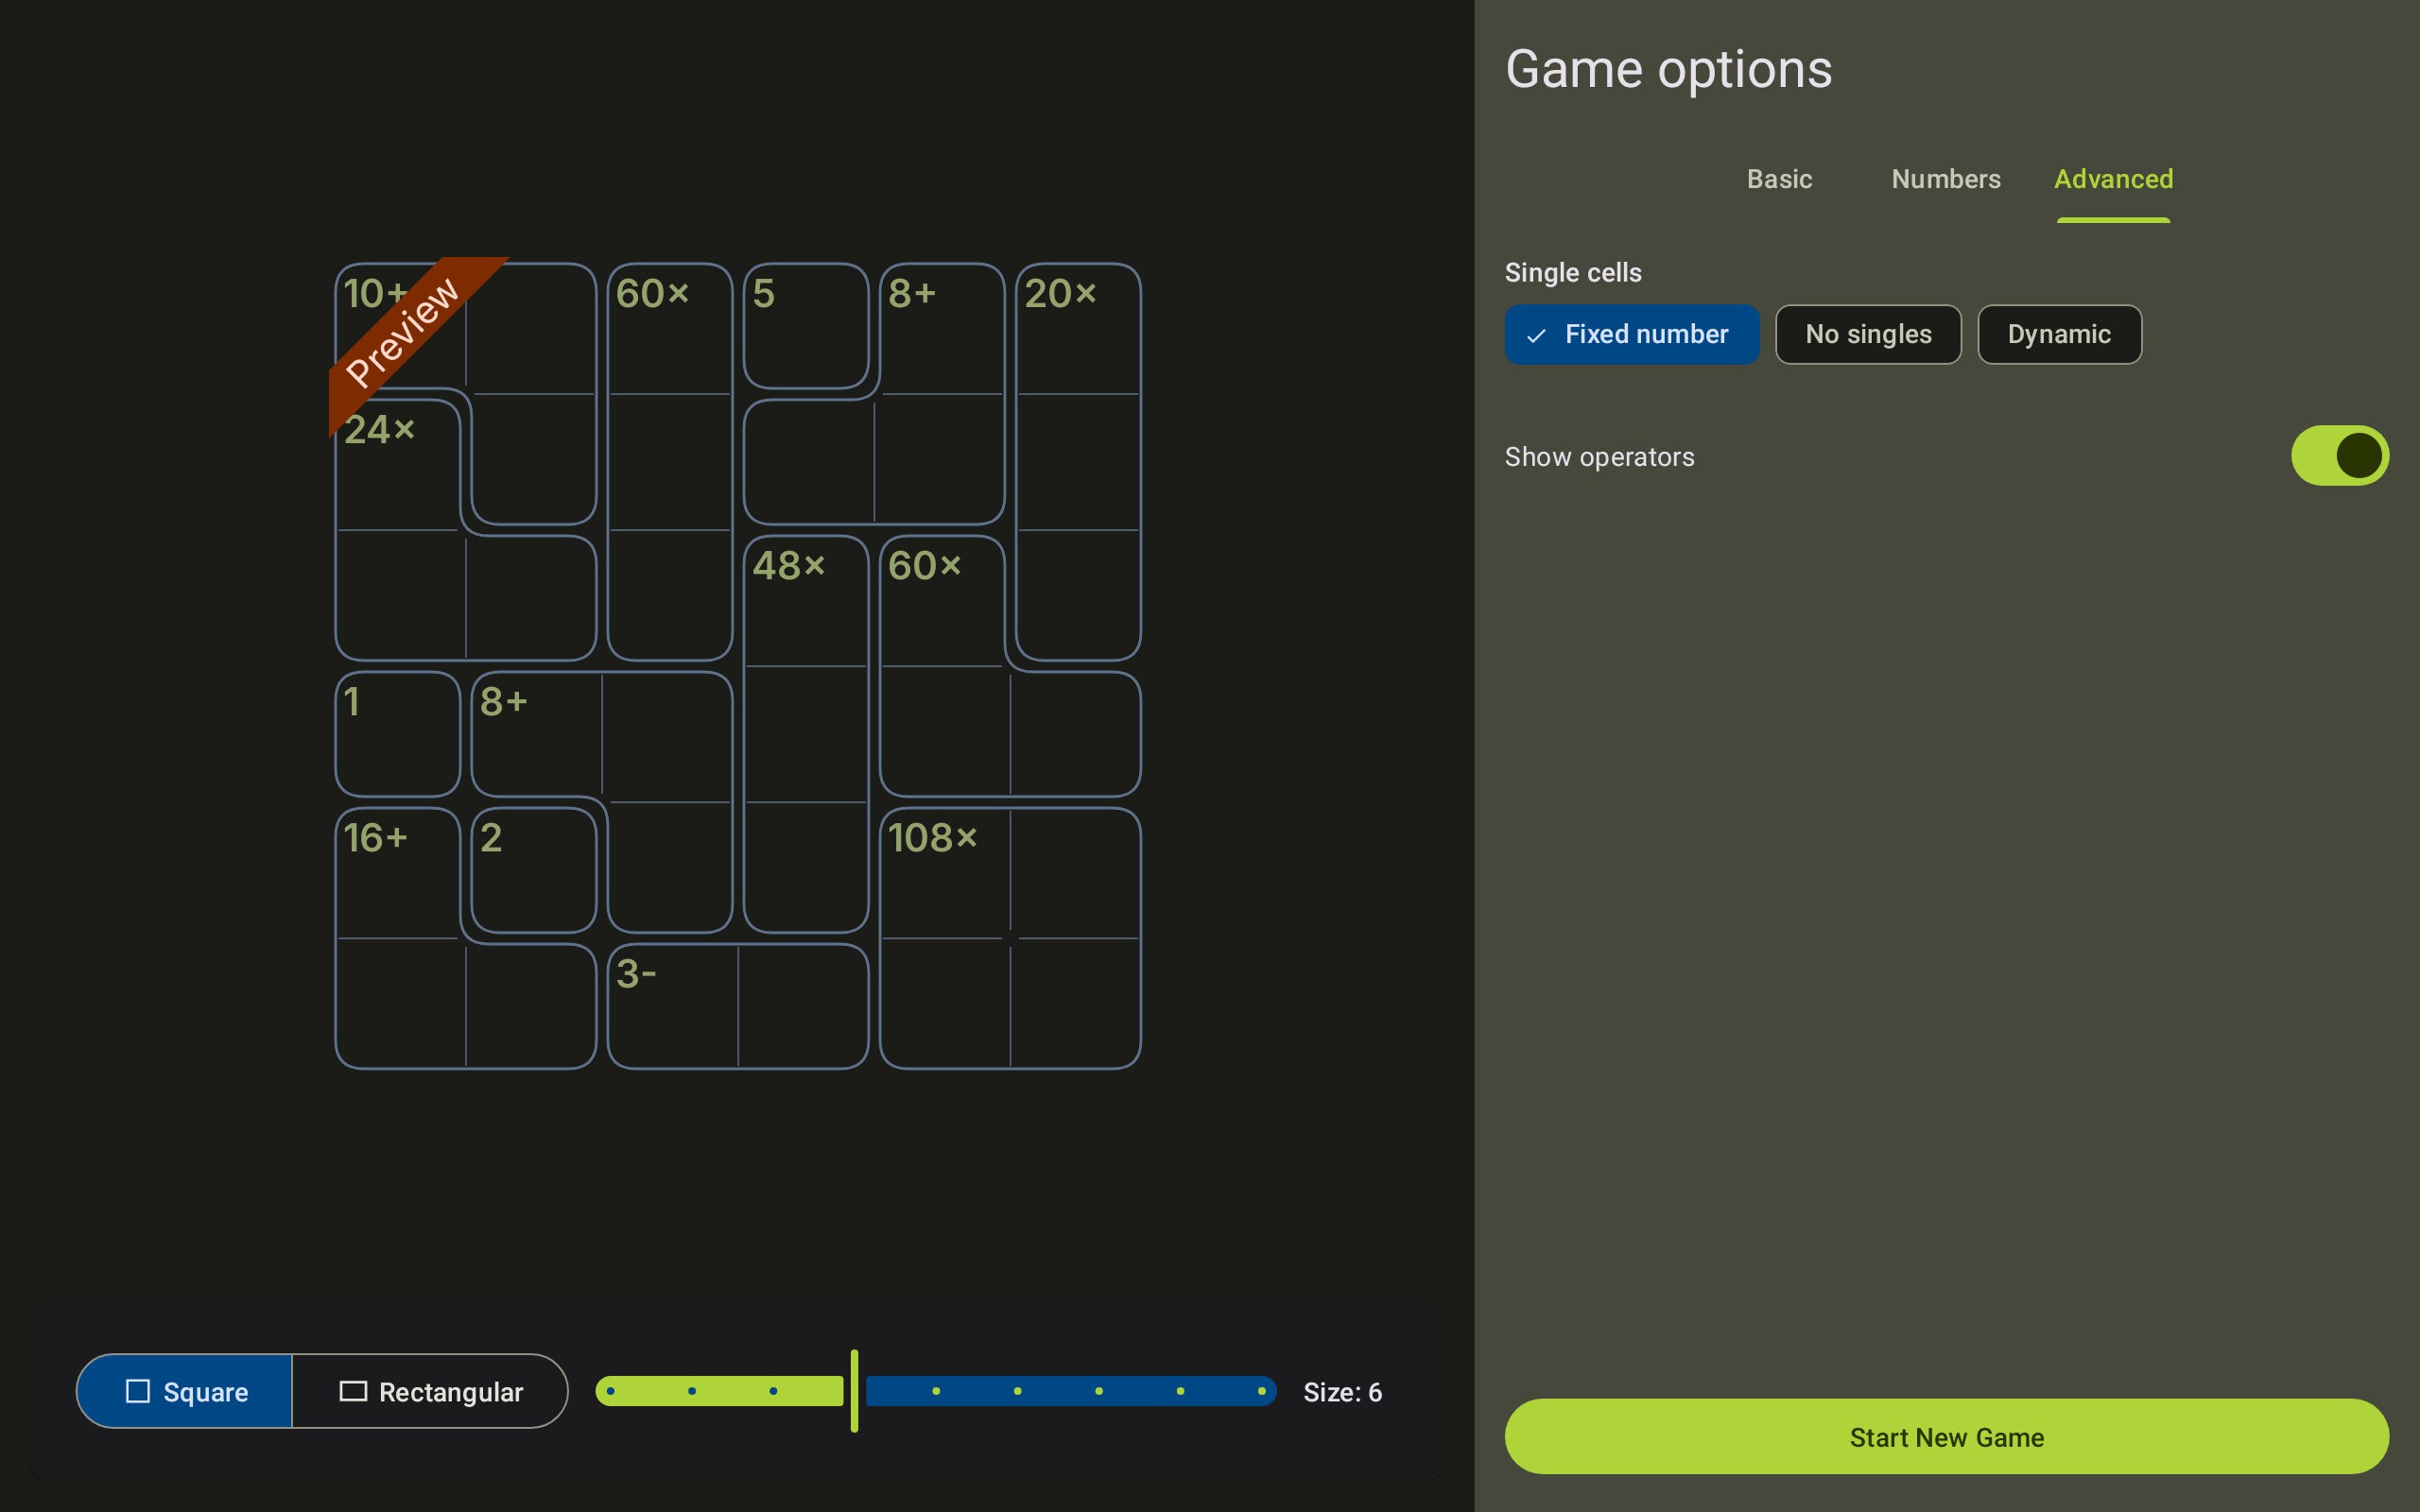 Game options
Basic Numbers Advanced
Single cells
Fixed number No singles Dynamic
Show operators
Start New Game
Preview
10+ 60× 5 8+ 20×
24×
48× 60×
1 8+
16+ 2 108×
3-
Square Rectangular Size: 6